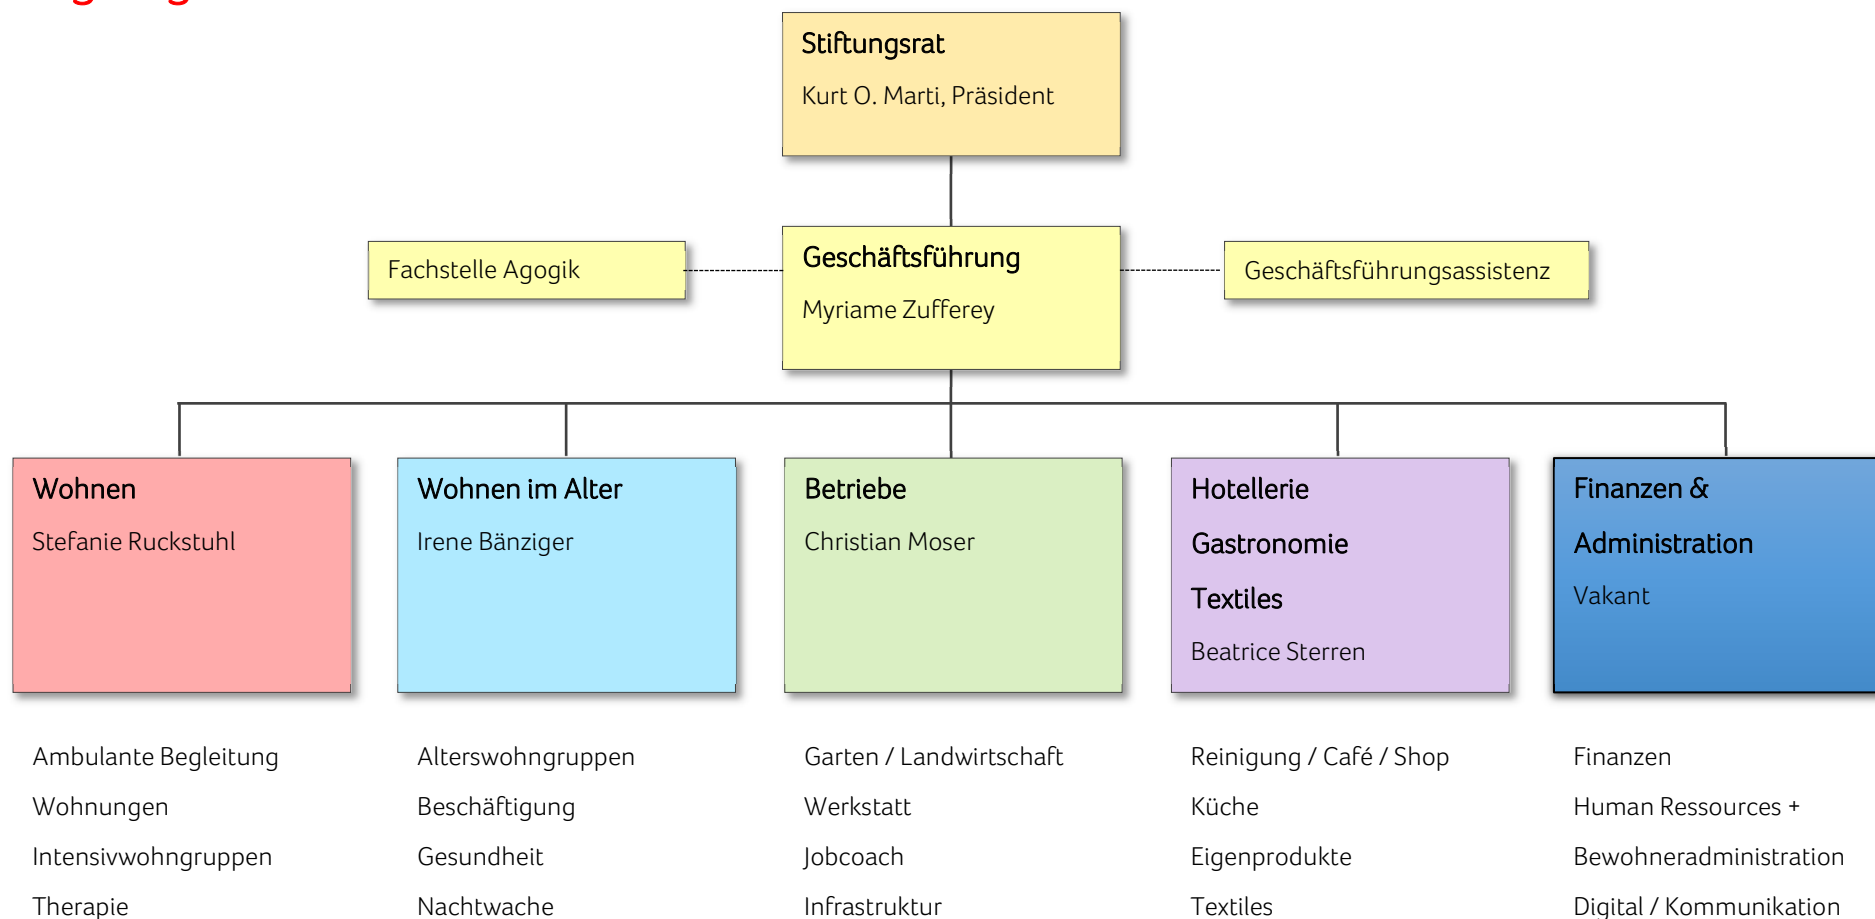 Stiftungsrat
Kurt O. Marti, Präsident
Fachstelle Agogik
Geschäftsführung
Myriame Zufferey
Geschäftsführungsassistenz
Wohnen
Stefanie Ruckstuhl
Wohnen im Alter
Irene Bänziger
Betriebe
Christian Moser
Hotellerie
Gastronomie
Textiles
Beatrice Sterren
Finanzen &
Administration
Vakant
Ambulante Begleitung
Wohnungen
Intensivwohngruppen
Therapie
Alterswohngruppen
Beschäftigung
Gesundheit
Nachtwache
Garten / Landwirtschaft
Werkstatt
Jobcoach
Infrastruktur
Reinigung / Café / Shop
Küche
Eigenprodukte
Textiles
Finanzen
Human Ressources +
Bewohneradministration
Digital / Kommunikation